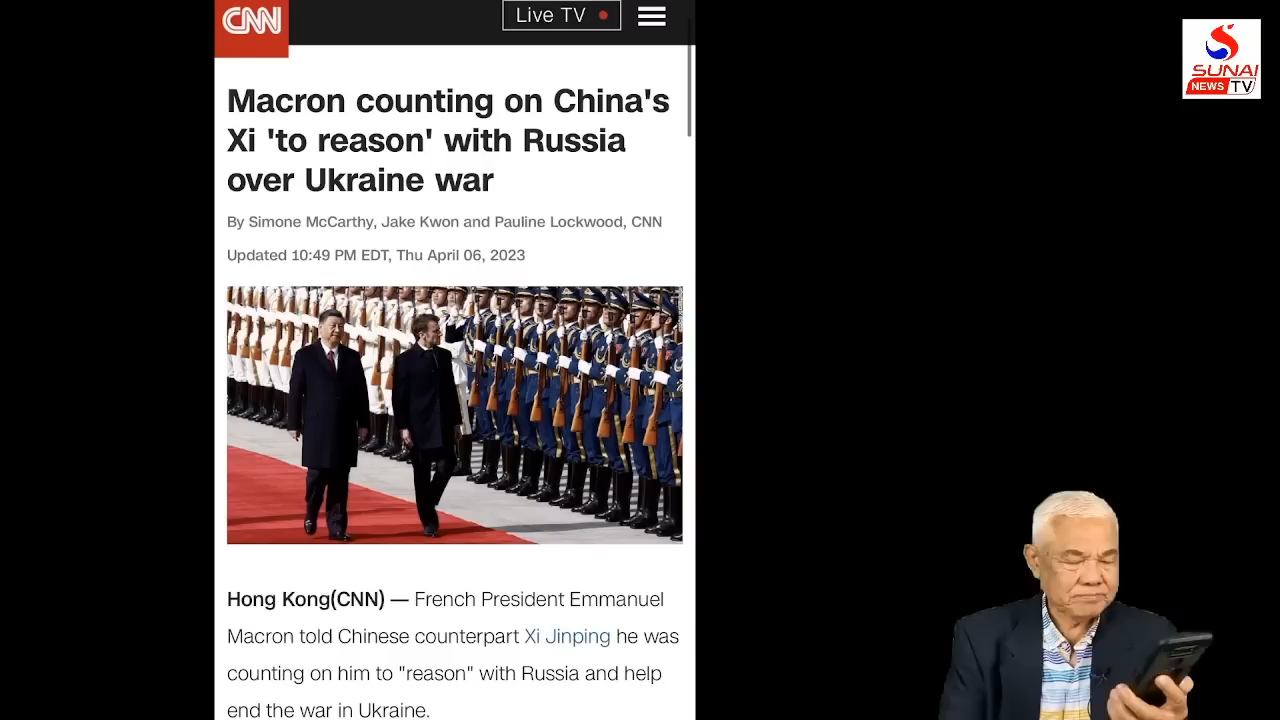 CNN
Live TV
SUNAI
NEWS TV
Macron counting on China's
Xi 'to reason' with Russia
over Ukraine war
By Simone McCarthy, Jake Kwon and Pauline Lockwood, CNN
Updated 10:49 PM EDT, Thu April 06, 2023
Hong Kong(CNN) — French President Emmanuel
Macron told Chinese counterpart Xi Jinping he was
counting on him to "reason" with Russia and help
end the war in Ukraine.